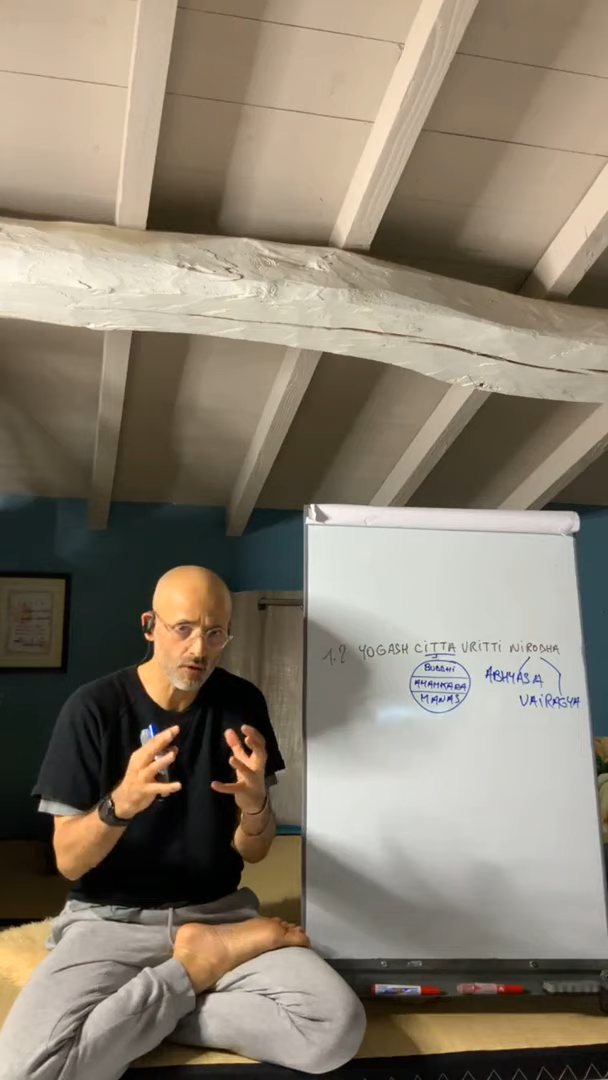 1.2 YOGASH CITTA VRITTI NIRODHA
BUDDHI
AHAMKARA
MANAS
ABHYASA
VAIRAGYA